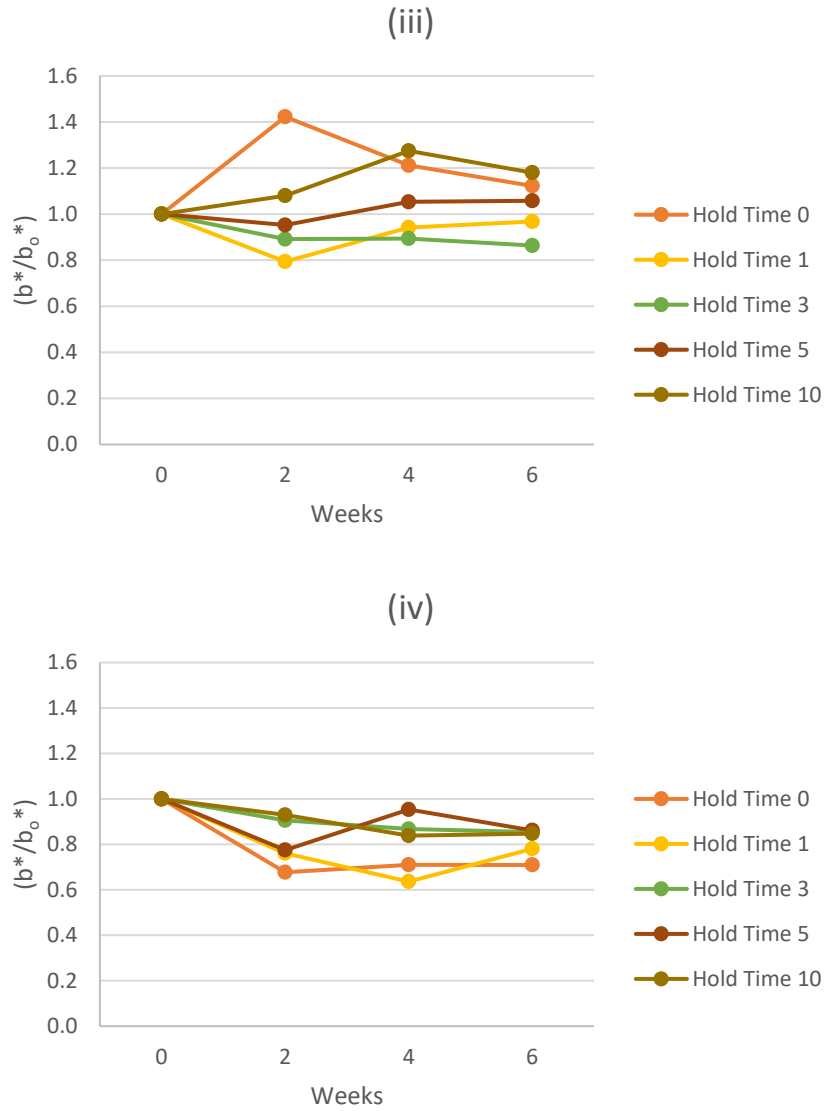 (iii)
1.6
1.4
1.2
1.0
0.8
0.6
0.4
0.2
0.0
(b*/bₒ*)
0 2 4 6
Weeks
Hold Time 0
Hold Time 1
Hold Time 3
Hold Time 5
Hold Time 10
(iv)
1.6
1.4
1.2
1.0
0.8
0.6
0.4
0.2
0.0
(b*/bₒ*)
0 2 4 6
Weeks
Hold Time 0
Hold Time 1
Hold Time 3
Hold Time 5
Hold Time 10